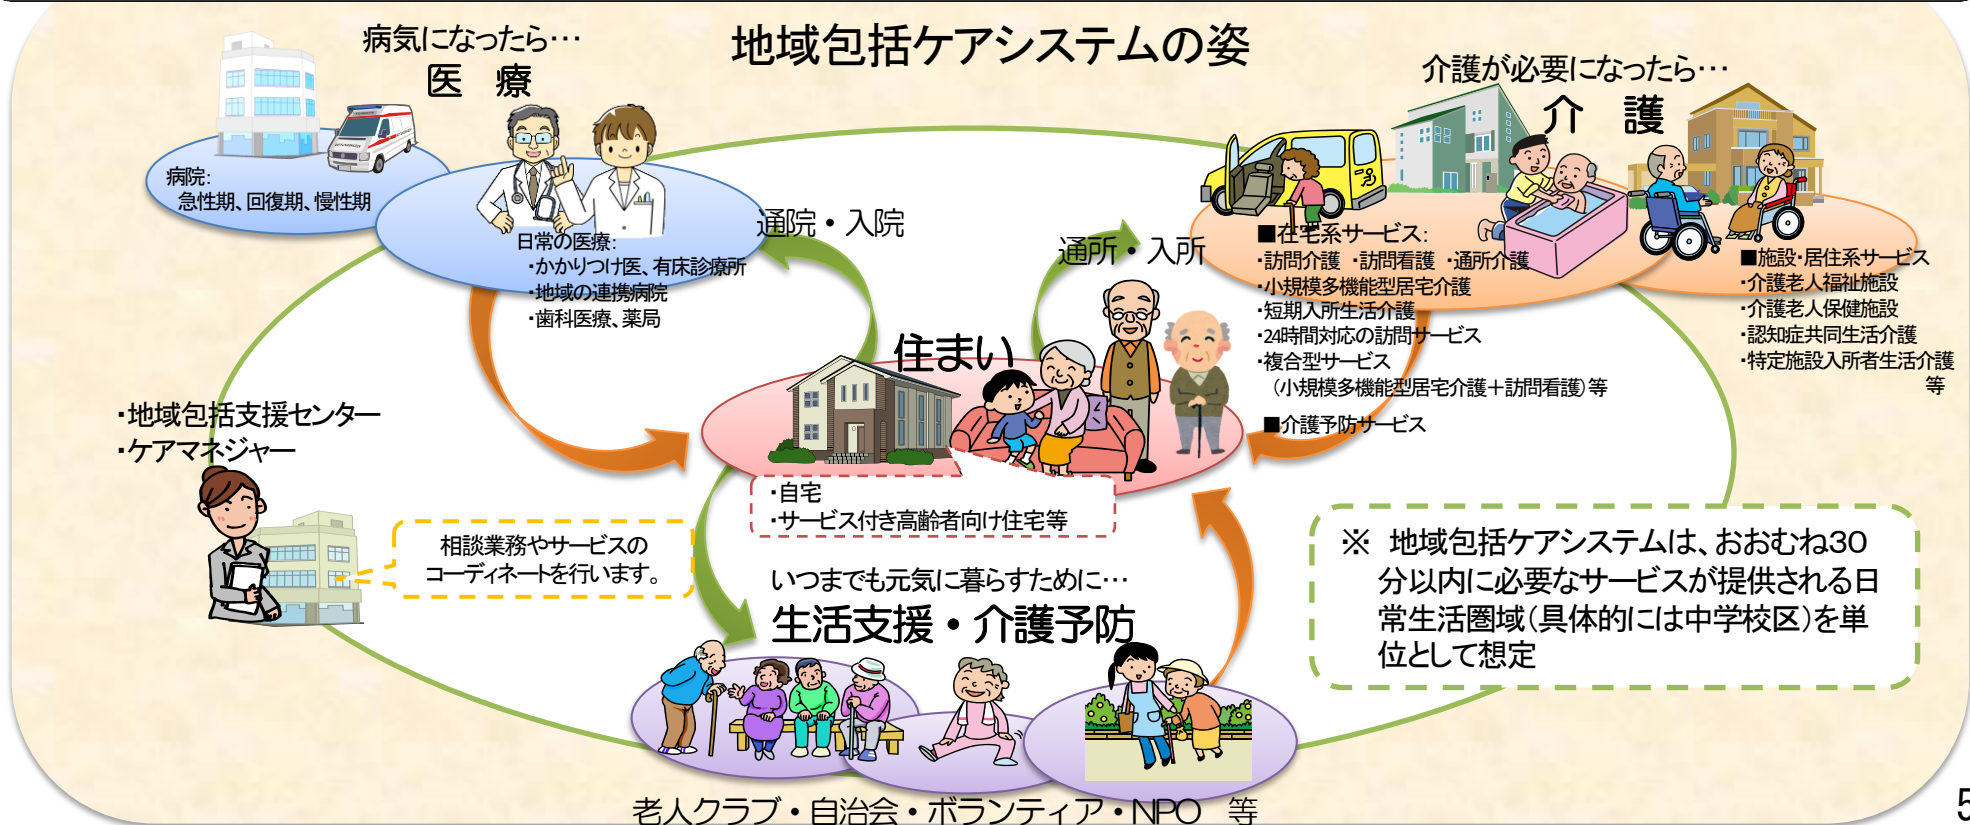 地域包括ケアシステムの姿
病気になったら…
医　療
病院:
急性期、回復期、慢性期
日常の医療:
・かかりつけ医、有床診療所
・地域の連携病院
・歯科医療、薬局
通院・入院
通所・入所
介護が必要になったら…
介　護
■在宅系サービス:
・訪問介護　・訪問看護　・通所介護
・小規模多機能型居宅介護
・短期入所生活介護
・24時間対応の訪問サービス
・複合型サービス
（小規模多機能型居宅介護＋訪問看護）等
■介護予防サービス
■施設・居住系サービス
・介護老人福祉施設
・介護老人保健施設
・認知症共同生活介護
・特定施設入所者生活介護
等
住まい
・自宅
・サービス付き高齢者向け住宅等
・地域包括支援センター
・ケアマネジャー
相談業務やサービスの
コーディネートを行います。
いつまでも元気に暮らすために…
生活支援・介護予防
老人クラブ・自治会・ボランティア・NPO　等
※　地域包括ケアシステムは、おおむね30
分以内に必要なサービスが提供される日
常生活圏域（具体的には中学校区）を単
位として想定
5